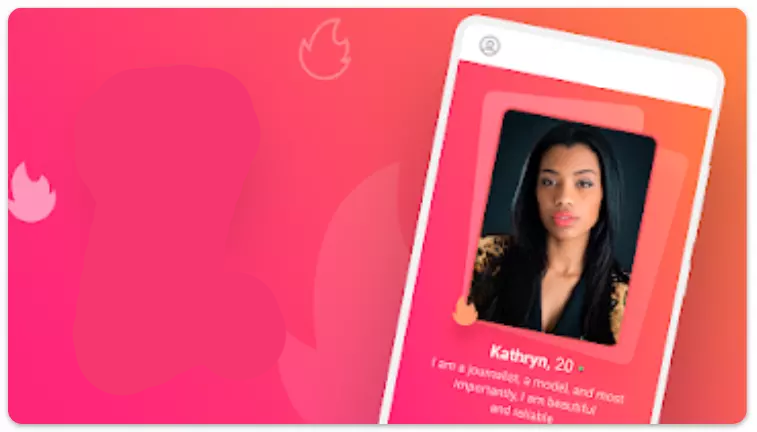 Kathryn, 20
I am a journalist, a model, and most
importantly, I am beautiful
and reliable